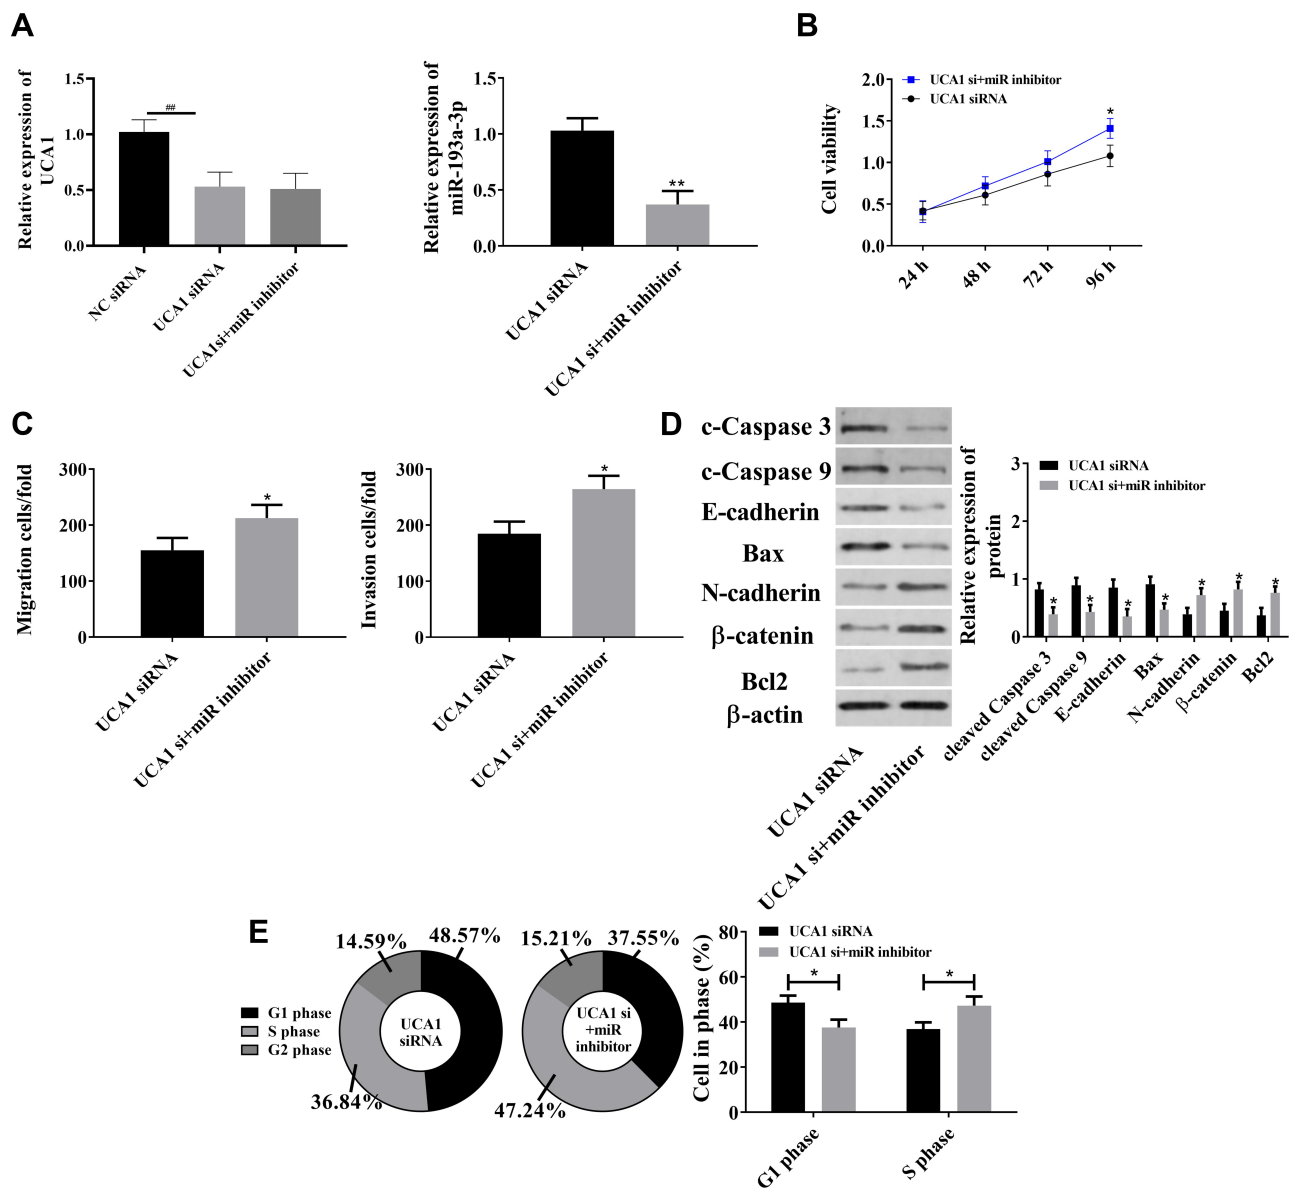 A
Relative expression of
UCA1
1.5
1.0
0.5
0.0
##
NC siRNA
UCA1 siRNA
UCA1si+miR inhibitor
Relative expression of
miR-193a-3p
1.5
1.0
0.5
0.0
**
UCA1 siRNA
UCA1 si+miR inhibitor
B
Cell viability
2.0
1.5
1.0
0.5
0.0
UCA1 si+miR inhibitor
UCA1 siRNA
*
24 h
48 h
72 h
96 h
C
Migration cells/fold
300
200
100
0
*
UCA1 siRNA
UCA1 si+miR inhibitor
Invasion cells/fold
300
200
100
0
*
UCA1 siRNA
UCA1 si+miR inhibitor
D
c-Caspase 3
c-Caspase 9
E-cadherin
Bax
N-cadherin
β-catenin
Bcl2
β-actin
UCA1 siRNA
UCA1 si+miR inhibitor
Relative expression of
protein
3
2
1
0
UCA1 siRNA
UCA1 si+miR inhibitor
* * * * * * *
cleaved Caspase 3
cleaved Caspase 9
E-cadherin
Bax
N-cadherin
β-catenin
Bcl2
E
G1 phase
S phase
G2 phase
14.59%
48.57%
36.84%
UCA1
siRNA
15.21%
37.55%
47.24%
UCA1 si
+miR
inhibitor
Cell in phase (%)
80
60
40
20
0
UCA1 siRNA
UCA1 si+miR inhibitor
*
*
G1 phase
S phase